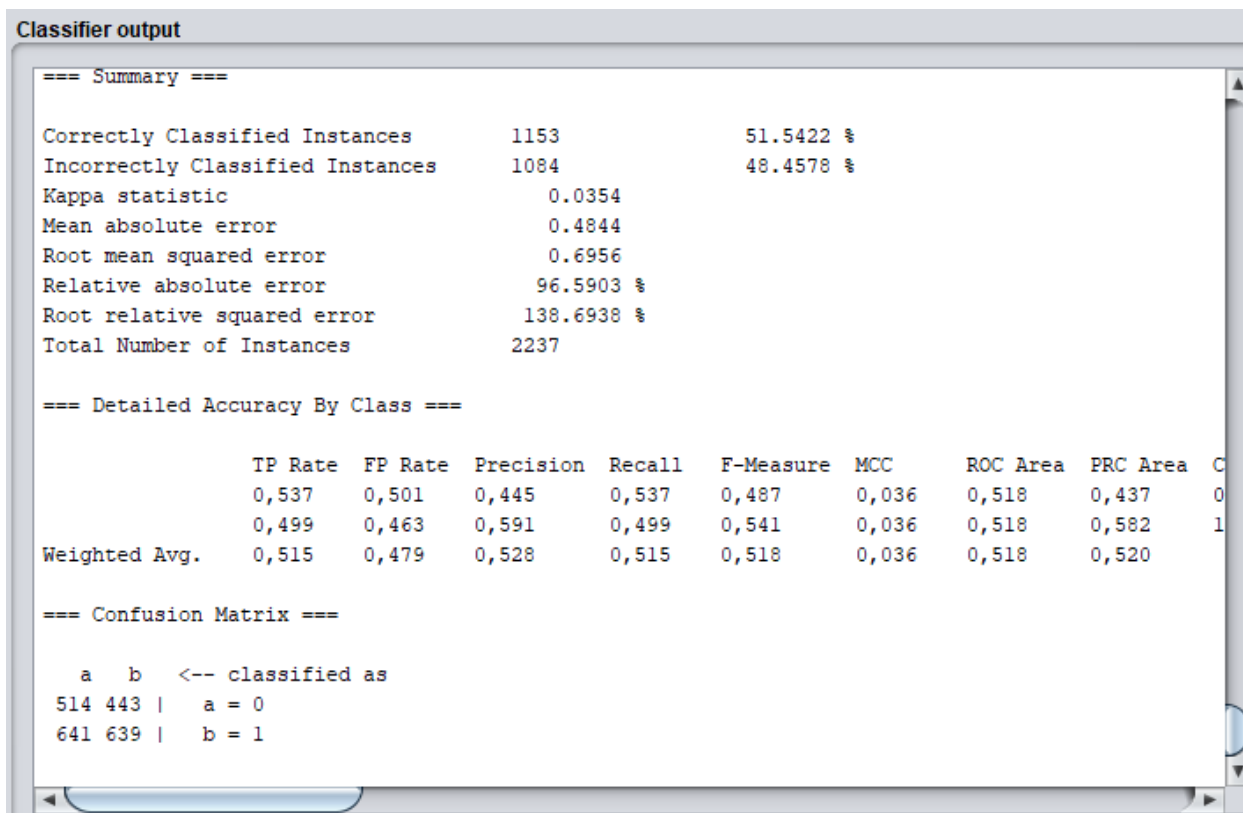 Classifier output
=== Summary ===
Correctly Classified Instances 1153 51.5422 %
Incorrectly Classified Instances 1084 48.4578 %
Kappa statistic 0.0354
Mean absolute error 0.4844
Root mean squared error 0.6956
Relative absolute error 96.5903 %
Root relative squared error 138.6938 %
Total Number of Instances 2237
=== Detailed Accuracy By Class ===
TP Rate FP Rate Precision Recall F-Measure MCC ROC Area PRC Area C
0,537 0,501 0,445 0,537 0,487 0,036 0,518 0,437 0
0,499 0,463 0,591 0,499 0,541 0,036 0,518 0,582 1
Weighted Avg. 0,515 0,479 0,528 0,515 0,518 0,036 0,518 0,520
=== Confusion Matrix ===
a b <-- classified as
514 443 | a = 0
641 639 | b = 1